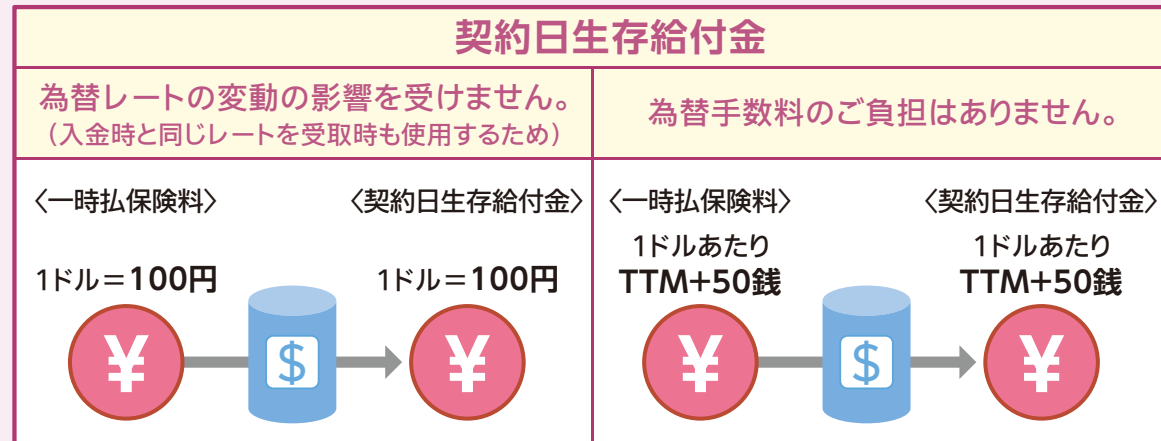 契約日生存給付金
為替レートの変動の影響を受けません。
（入金時と同じレートを受取時も使用するため）
為替手数料のご負担はありません。
〈一時払保険料〉
〈契約日生存給付金〉
1ドル＝100円
1ドル＝100円
¥
$
¥
〈一時払保険料〉
〈契約日生存給付金〉
1ドルあたり
TTM+50銭
1ドルあたり
TTM+50銭
¥
$
¥